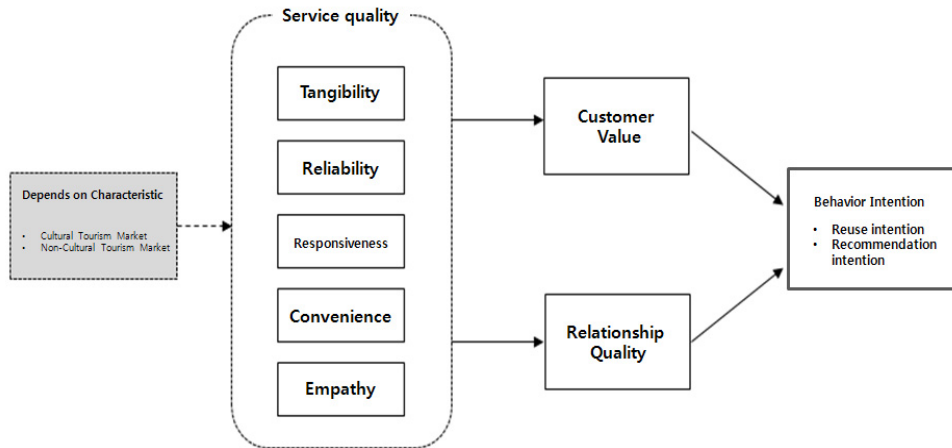 Service quality
Tangibility
Reliability
Responsiveness
Convenience
Empathy
Depends on Characteristic
• Cultural Tourism Market
• Non-Cultural Tourism Market
Customer
Value
Relationship
Quality
Behavior Intention
• Reuse intention
• Recommendation
intention